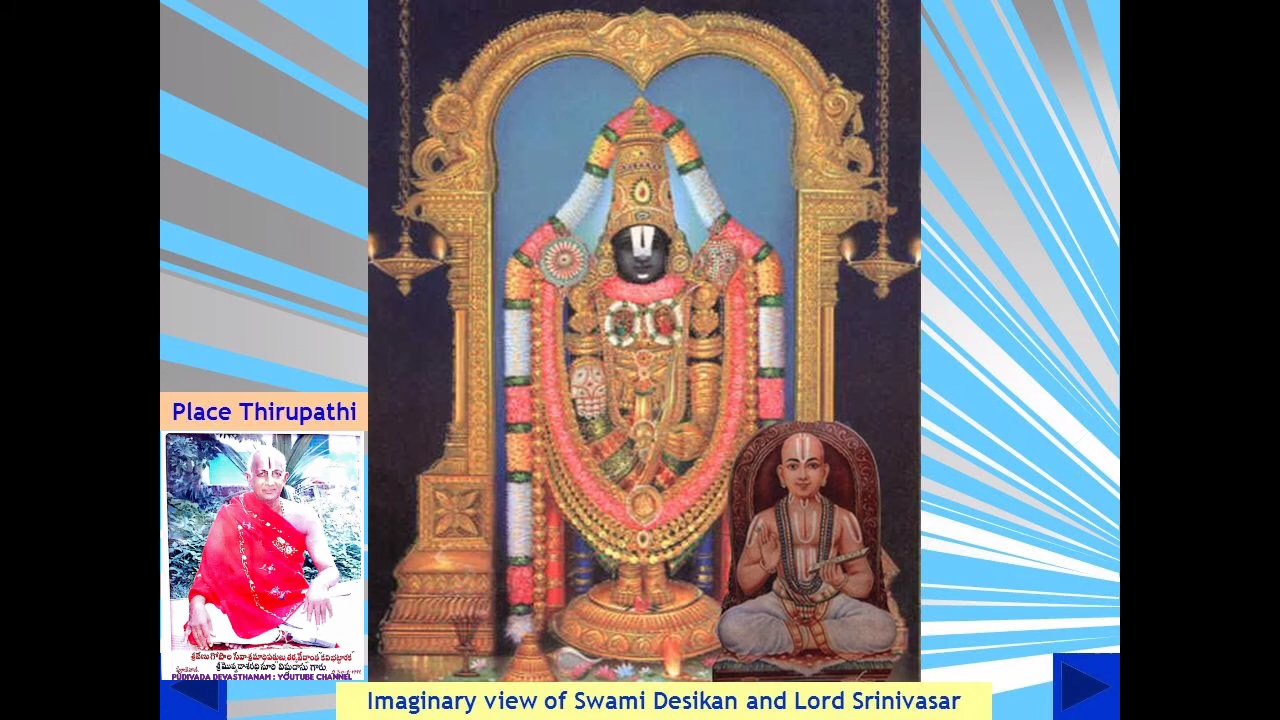 Place Thirupathi
శ్రీమాన్
PUDIVADA DEVASTHANAM : YOUTUBE CHANNEL
Imaginary view of Swami Desikan and Lord Srinivasar